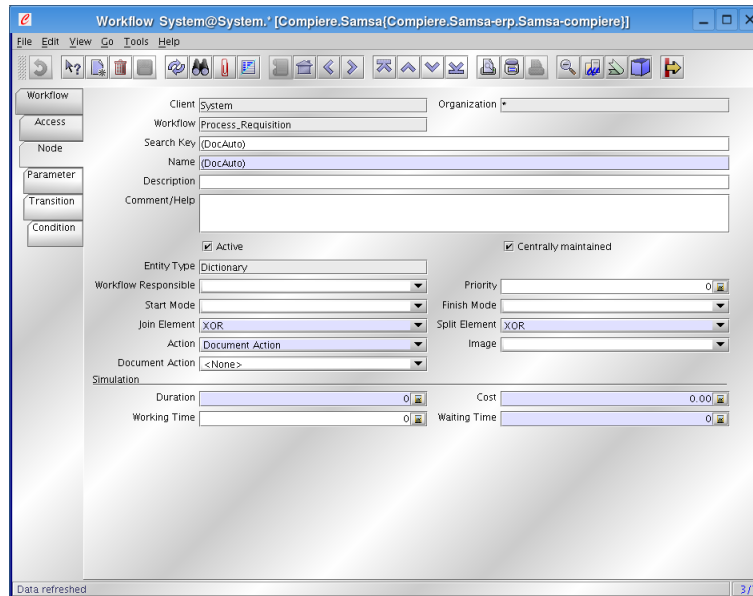 Workflow System@System.* [Compiere.Samsa{Compiere.Samsa-erp.Samsa-compiere}]
File Edit View Go Tools Help
Workflow
Access
Node
Parameter
Transition
Condition
Client System Organization *
Workflow Process_Requisition
Search Key (DocAuto)
Name (DocAuto)
Description
Comment/Help
Active Centrally maintained
Entity Type Dictionary
Workflow Responsible Priority 0
Start Mode Finish Mode
Join Element XOR Split Element XOR
Action Document Action Image
Document Action <None>
Simulation
Duration 0 Cost 0.00
Working Time 0 Waiting Time 0
Data refreshed 3/